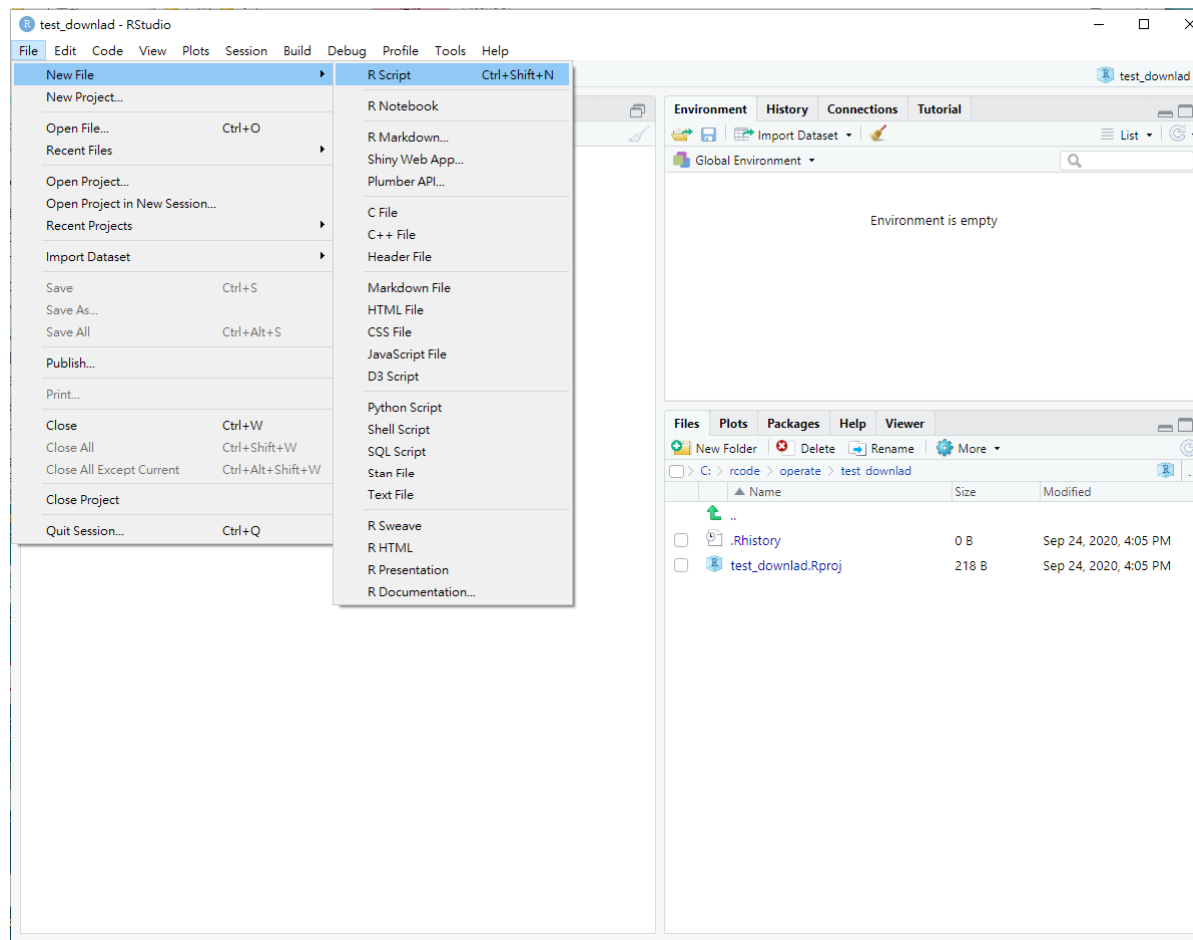 test_downlad - RStudio
File Edit Code View Plots Session Build Debug Profile Tools Help
New File
New Project...
Open File... Ctrl+O
Recent Files
Open Project...
Open Project in New Session...
Recent Projects
Import Dataset
Save Ctrl+S
Save As...
Save All Ctrl+Alt+S
Publish...
Print...
Close Ctrl+W
Close All Ctrl+Shift+W
Close All Except Current Ctrl+Alt+Shift+W
Close Project
Quit Session... Ctrl+Q
R Script Ctrl+Shift+N
R Notebook
R Markdown...
Shiny Web App...
Plumber API...
C File
C++ File
Header File
Markdown File
HTML File
CSS File
JavaScript File
D3 Script
Python Script
Shell Script
SQL Script
Stan File
Text File
R Sweave
R HTML
R Presentation
R Documentation...
test_downlad
Environment History Connections Tutorial
Import Dataset List
Global Environment
Environment is empty
Files Plots Packages Help Viewer
New Folder Delete Rename More
C: > rcode > operate > test_downlad
Name Size Modified
..
.Rhistory 0 B Sep 24, 2020, 4:05 PM
test_downlad.Rproj 218 B Sep 24, 2020, 4:05 PM